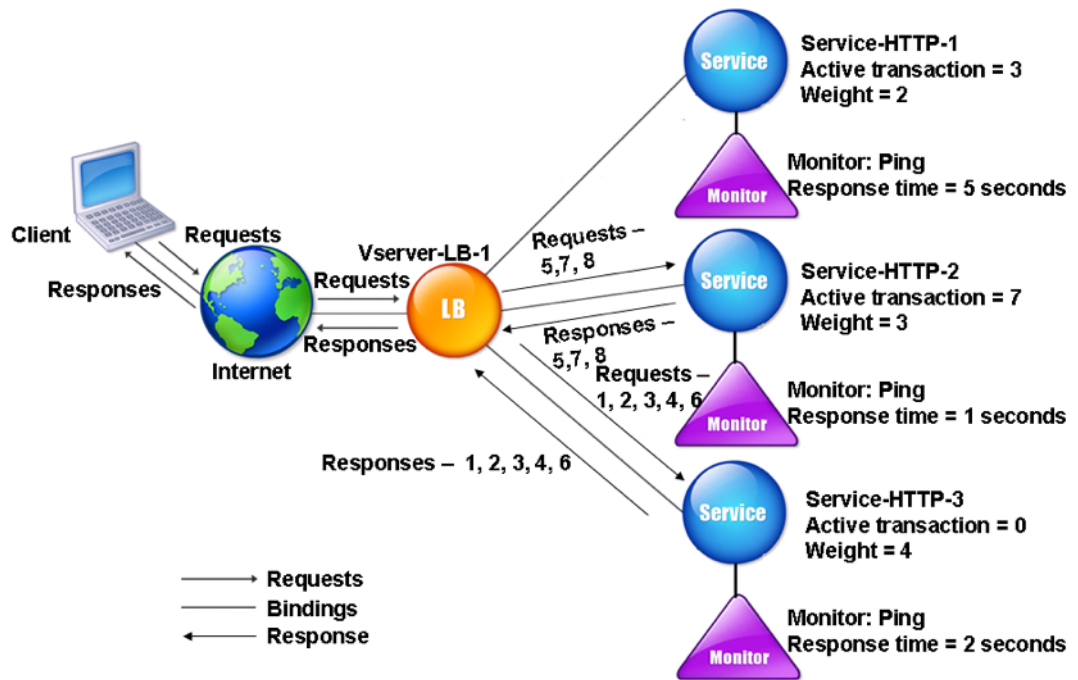 Service
Service-HTTP-1
Active transaction = 3
Weight = 2
Monitor
Monitor: Ping
Response time = 5 seconds
Client
Requests
Responses
Internet
Requests
Responses
Vserver-LB-1
LB
Requests –
5,7, 8
Responses –
5,7, 8
Service
Service-HTTP-2
Active transaction = 7
Weight = 3
Monitor
Monitor: Ping
Response time = 1 seconds
Requests –
1, 2, 3, 4, 6
Responses – 1, 2, 3, 4, 6
Service
Service-HTTP-3
Active transaction = 0
Weight = 4
Monitor
Monitor: Ping
Response time = 2 seconds
Requests
Bindings
Response